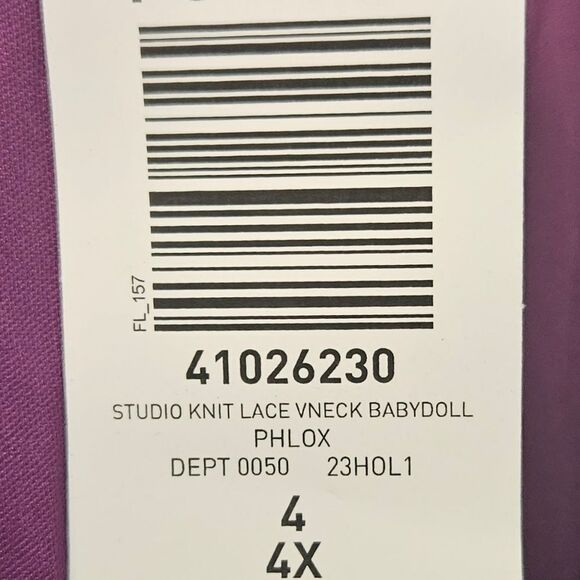 FL_157
41026230
STUDIO KNIT LACE VNECK BABYDOLL
PHLOX
DEPT 0050 23HOL1
4
4X